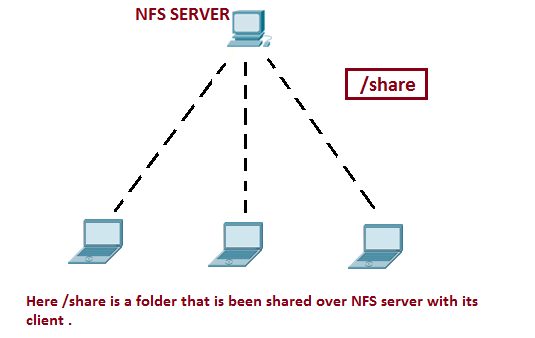 NFS SERVER
/share
Here /share is a folder that is been shared over NFS server with its
client .